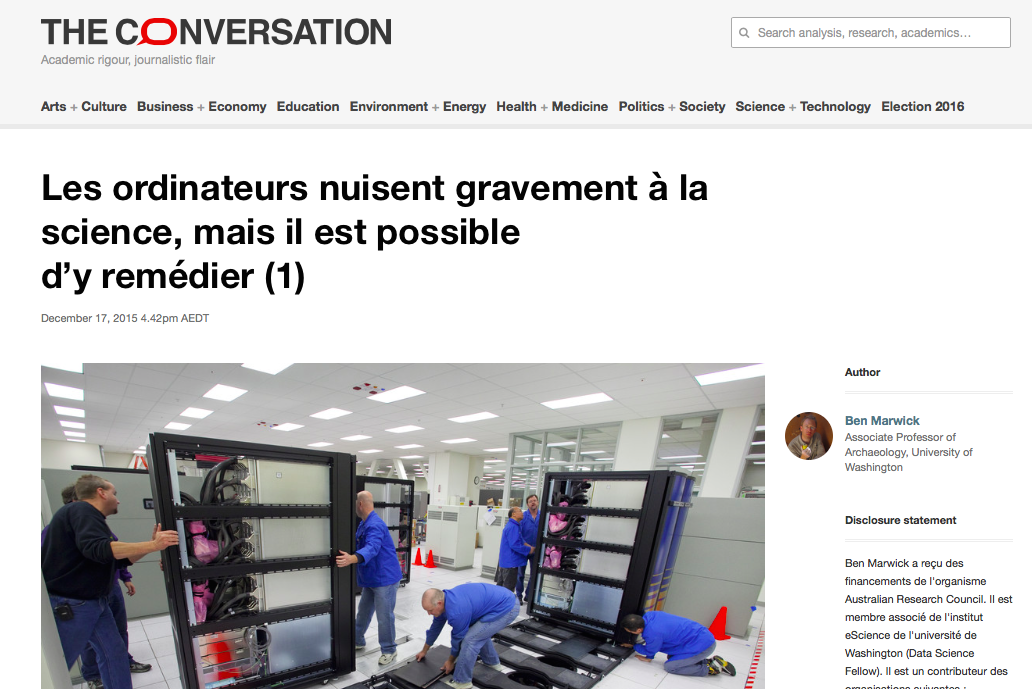 THE CONVERSATION
Academic rigour, journalistic flair
Search analysis, research, academics...
Arts + Culture Business + Economy Education Environment + Energy Health + Medicine Politics + Society Science + Technology Election 2016
Les ordinateurs nuisent gravement à la
science, mais il est possible
d’y remédier (1)
December 17, 2015 4.42pm AEDT
Author
Ben Marwick
Associate Professor of
Archaeology, University of
Washington
Disclosure statement
Ben Marwick a reçu des
financements de l'organisme
Australian Research Council. Il est
membre associé de l'institut
eScience de l'université de
Washington (Data Science
Fellow). Il est un contributeur des
organisations suivantes :